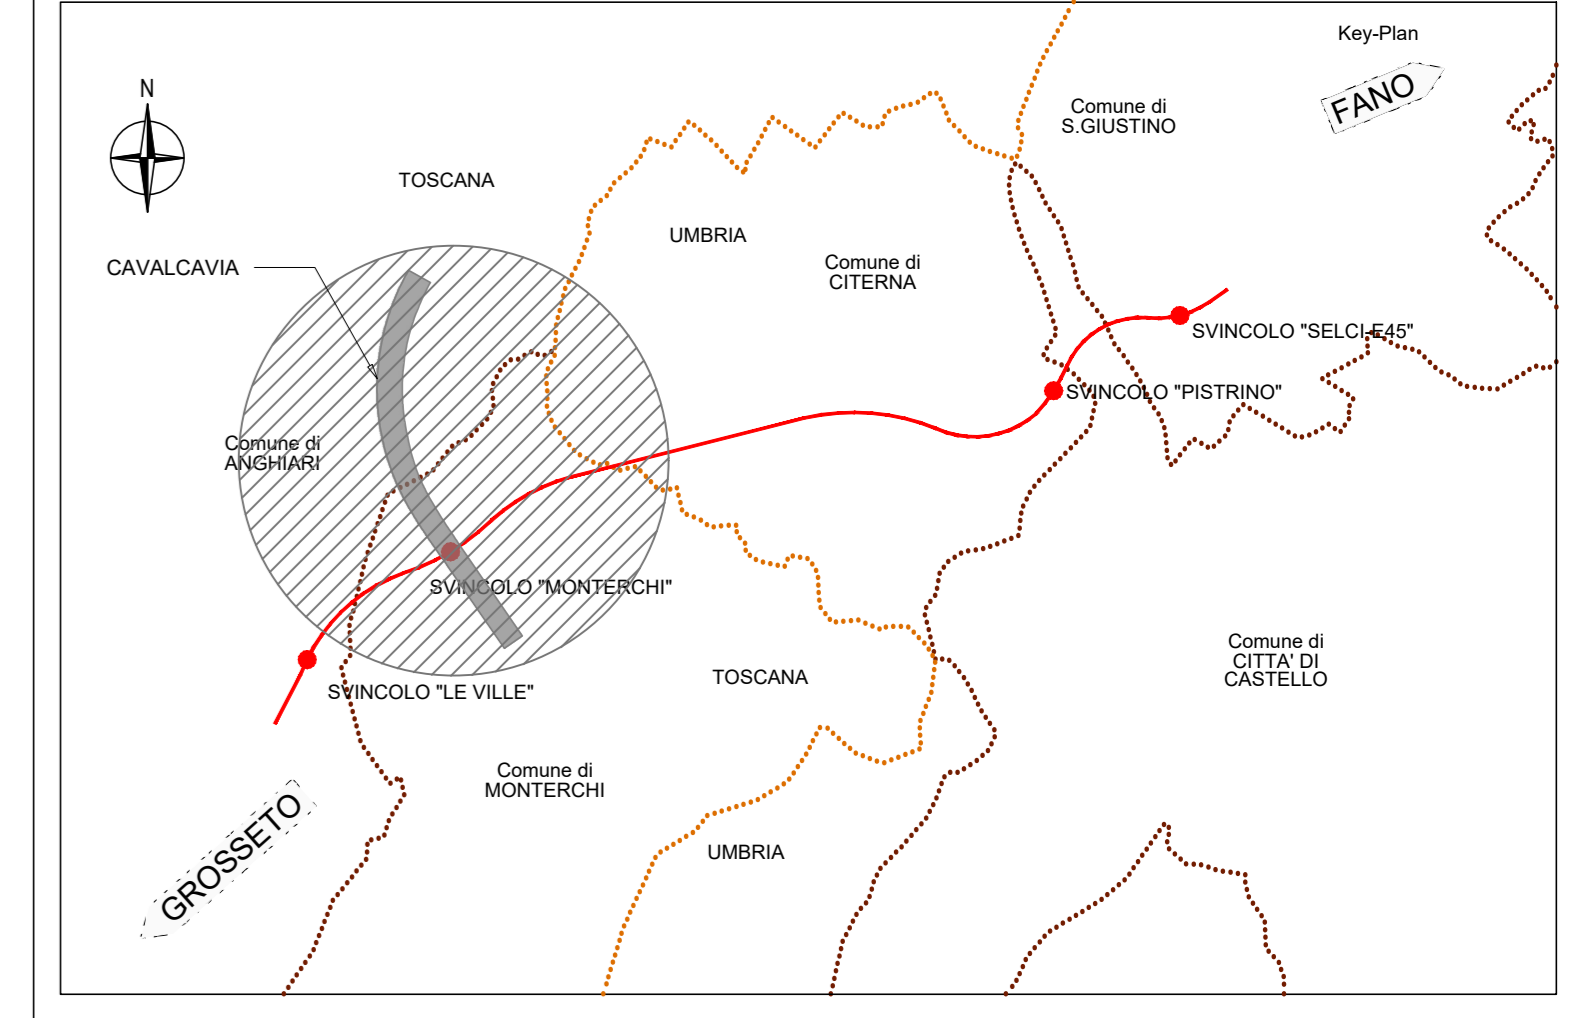 Key-Plan
FANO
N
Comune di
S.GIUSTINO
TOSCANA
UMBRIA
CAVALCAVIA
Comune di
CITERNA
SVINCOLO "SELCI-E45"
SVINCOLO "PISTRINO"
Comune di
ANGHIARI
SVINCOLO "MONTERCHI"
Comune di
CITTA' DI
CASTELLO
TOSCANA
SVINCOLO "LE VILLE"
Comune di
MONTERCHI
GROSSETO
UMBRIA